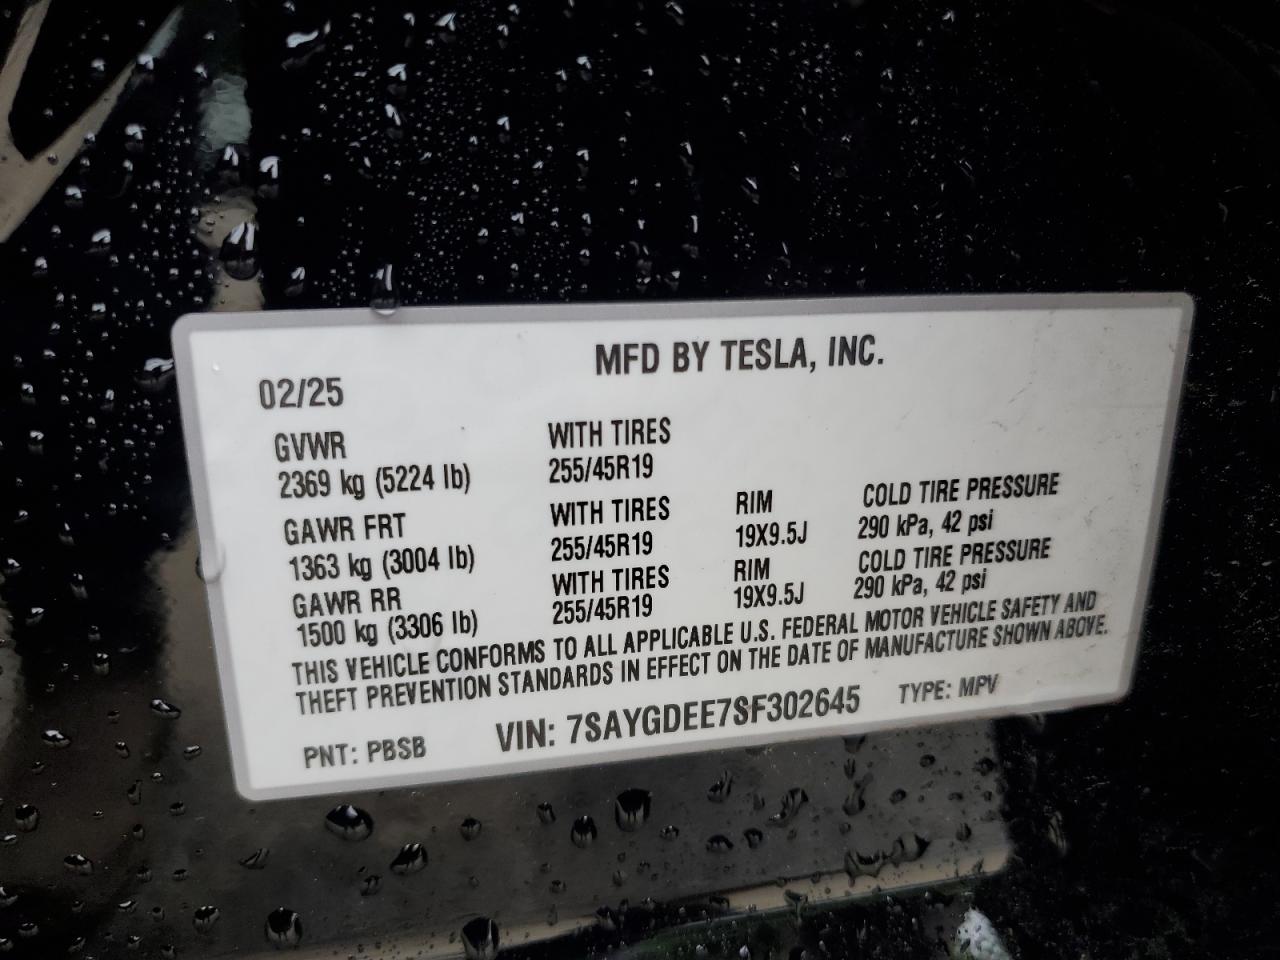 MFD BY TESLA, INC.
02/25
GVWR WITH TIRES
2369 kg (5224 lb) 255/45R19
GAWR FRT WITH TIRES RIM COLD TIRE PRESSURE
1363 kg (3004 lb) 255/45R19 19X9.5J 290 kPa, 42 psi
GAWR RR WITH TIRES RIM COLD TIRE PRESSURE
1500 kg (3306 lb) 255/45R19 19X9.5J 290 kPa, 42 psi
THIS VEHICLE CONFORMS TO ALL APPLICABLE U.S. FEDERAL MOTOR VEHICLE SAFETY AND
THEFT PREVENTION STANDARDS IN EFFECT ON THE DATE OF MANUFACTURE SHOWN ABOVE.
PNT: PBSB VIN: 7SAYGDEE7SF302645 TYPE: MPV